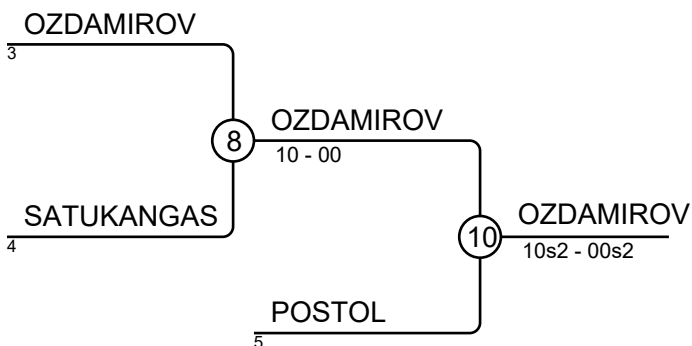 OZDAMIROV
3
8
OZDAMIROV
10 - 00
SATUKANGAS
4
10
OZDAMIROV
10s2 - 00s2
POSTOL
5